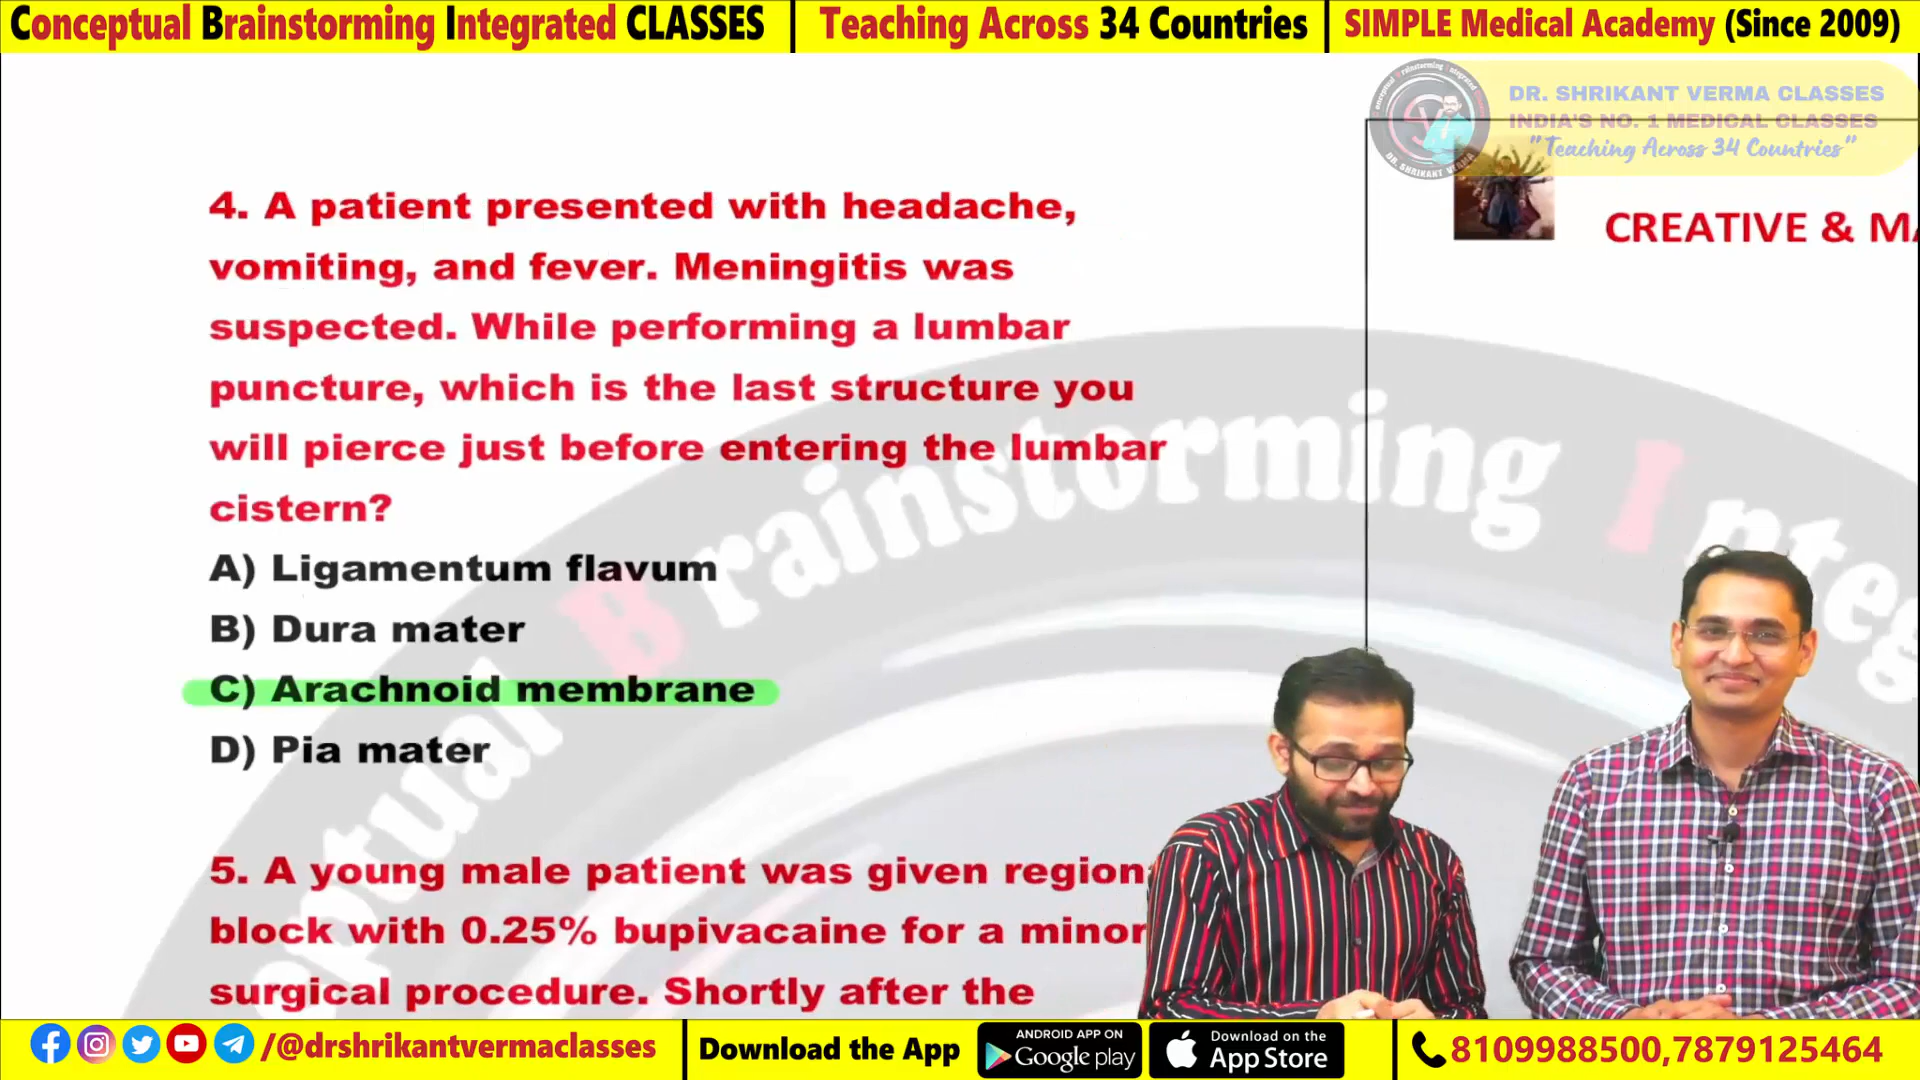 Conceptual Brainstorming Integrated CLASSES
Teaching Across 34 Countries
SIMPLE Medical Academy (Since 2009)
DR. SHRIKANT VERMA CLASSES
INDIA'S NO. 1 MEDICAL CLASSES
"Teaching Across 34 Countries"
CREATIVE & MA
4. A patient presented with headache,
vomiting, and fever. Meningitis was
suspected. While performing a lumbar
puncture, which is the last structure you
will pierce just before entering the lumbar
cistern?
A) Ligamentum flavum
B) Dura mater
C) Arachnoid membrane
D) Pia mater
5. A young male patient was given region
block with 0.25% bupivacaine for a minor
surgical procedure. Shortly after the
eptual Brainstorming Integ
/@drshrikantvermaclasses
Download the App
ANDROID APP ON
Google play
Download on the
App Store
8109988500,7879125464